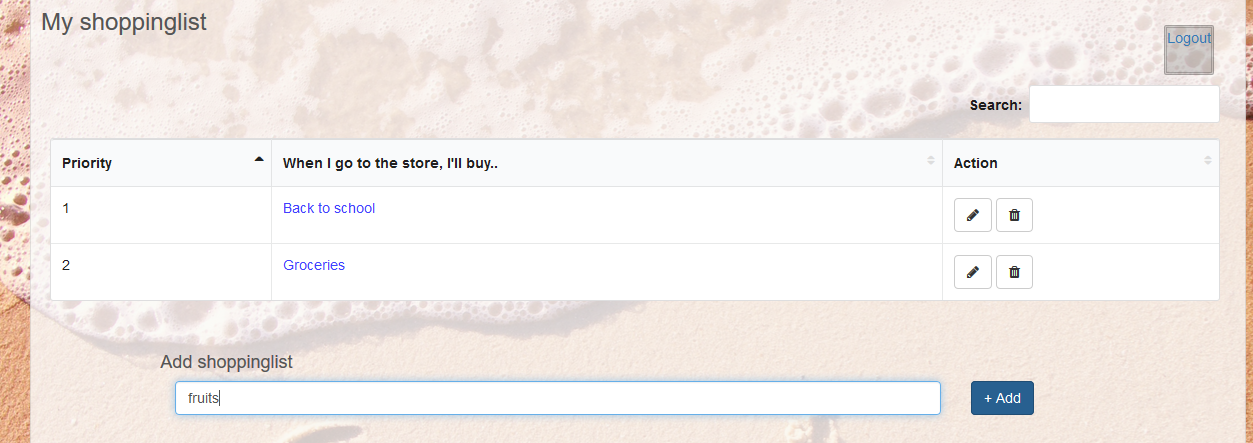 My shoppinglist
Logout
Search:
Priority When I go to the store, I'll buy.. Action
1 Back to school
2 Groceries
Add shoppinglist
fruits
+ Add